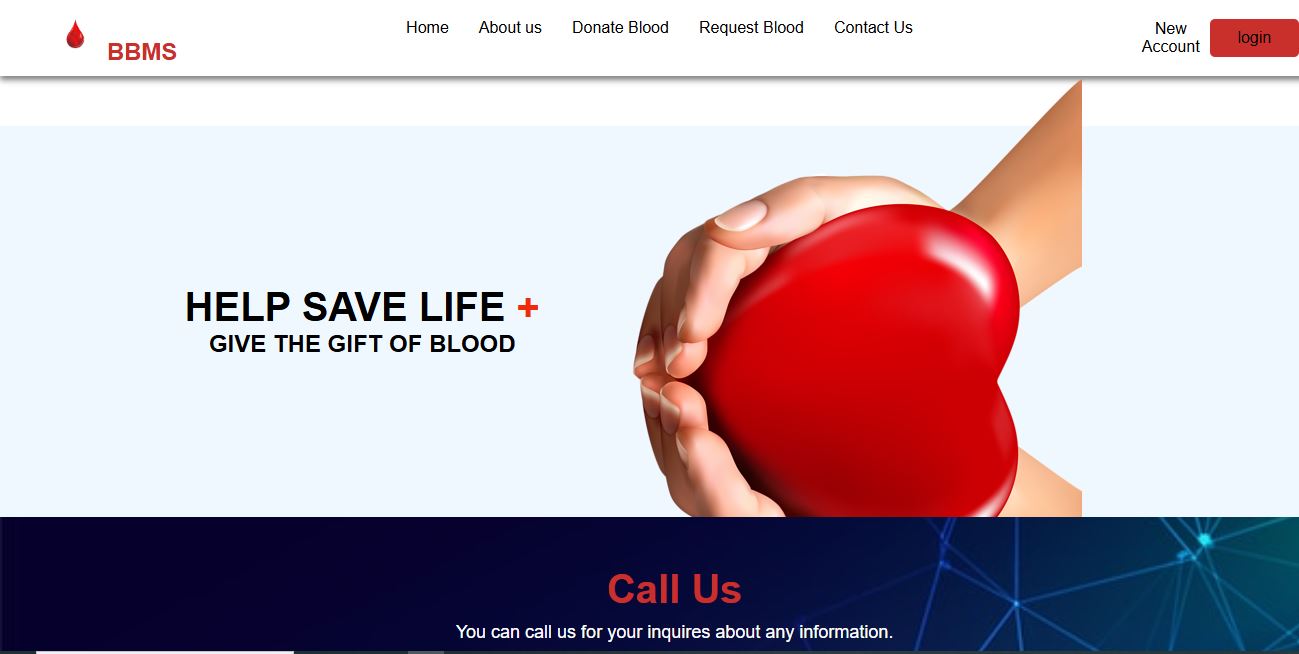 BBMS
Home
About us
Donate Blood
Request Blood
Contact Us
New
Account
login
HELP SAVE LIFE +
GIVE THE GIFT OF BLOOD
Call Us
You can call us for your inquires about any information.